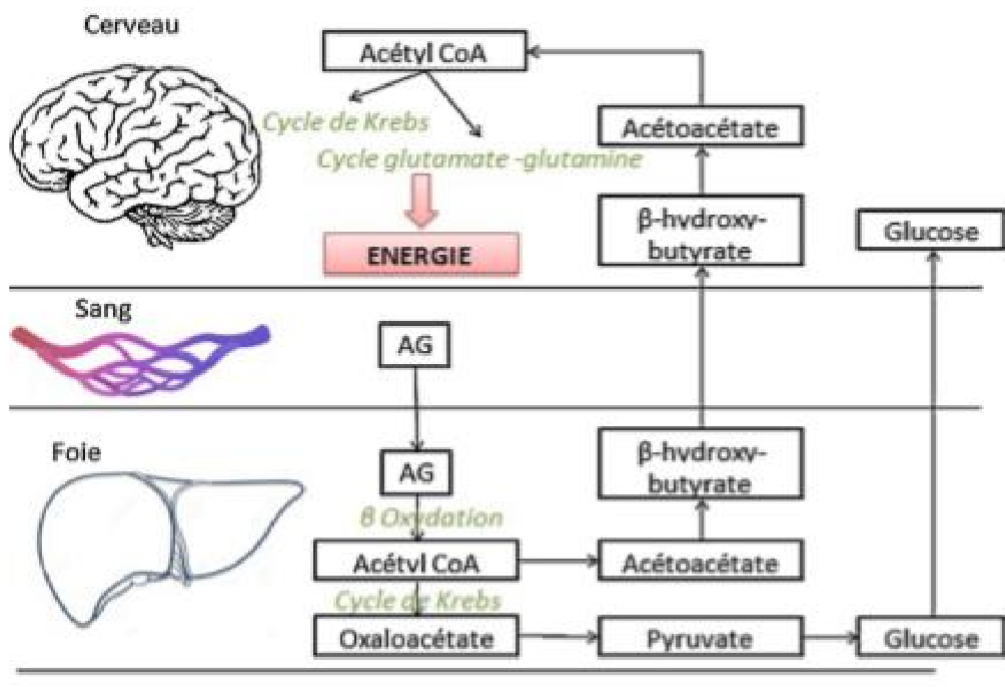 Cerveau
Acétyl CoA
Cycle de Krebs
Cycle glutamate -glutamine
ENERGIE
Acétoacétate
β-hydroxy-
butyrate
Glucose
Sang
AG
Foie
AG
β Oxydation
Acétyl CoA
Cycle de Krebs
Oxaloacétate
β-hydroxy-
butyrate
Acétoacétate
Pyruvate
Glucose